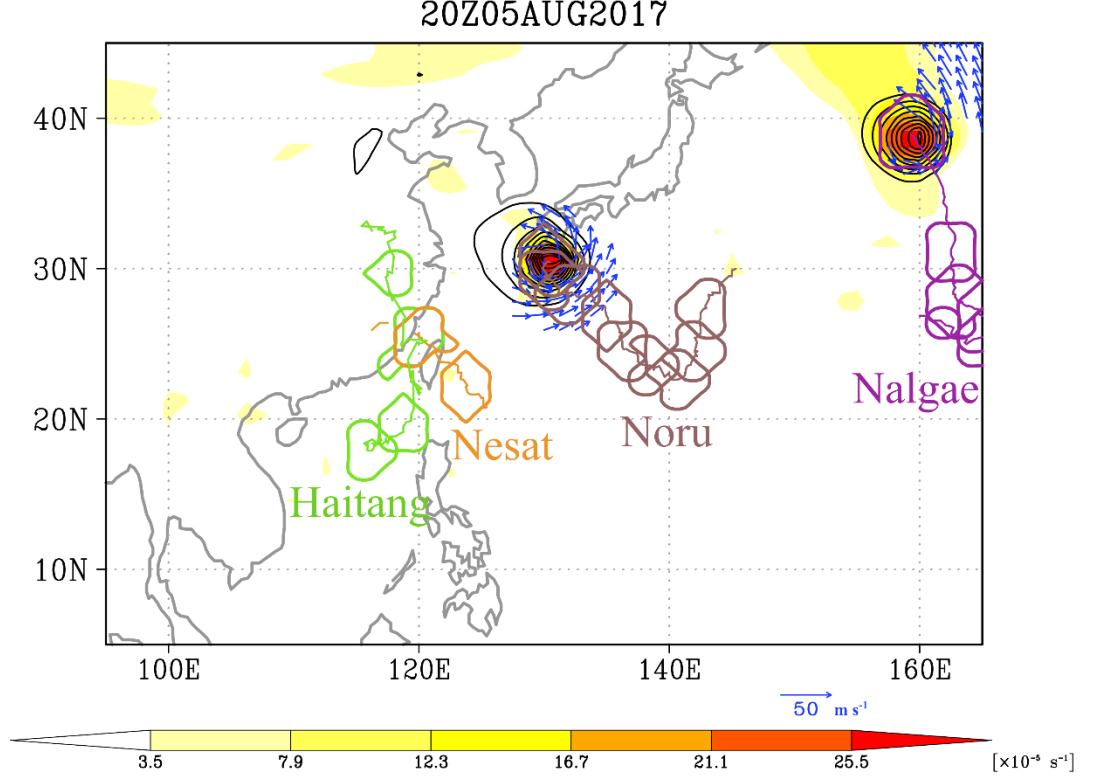 20Z05AUG2017
40N
30N
20N
10N
Nalgae
Noru
Nesat
Haitang
100E 120E 140E 160E
50 m s⁻¹
3.5 7.9 12.3 16.7 21.1 25.5 [×10⁻⁵ s⁻¹]